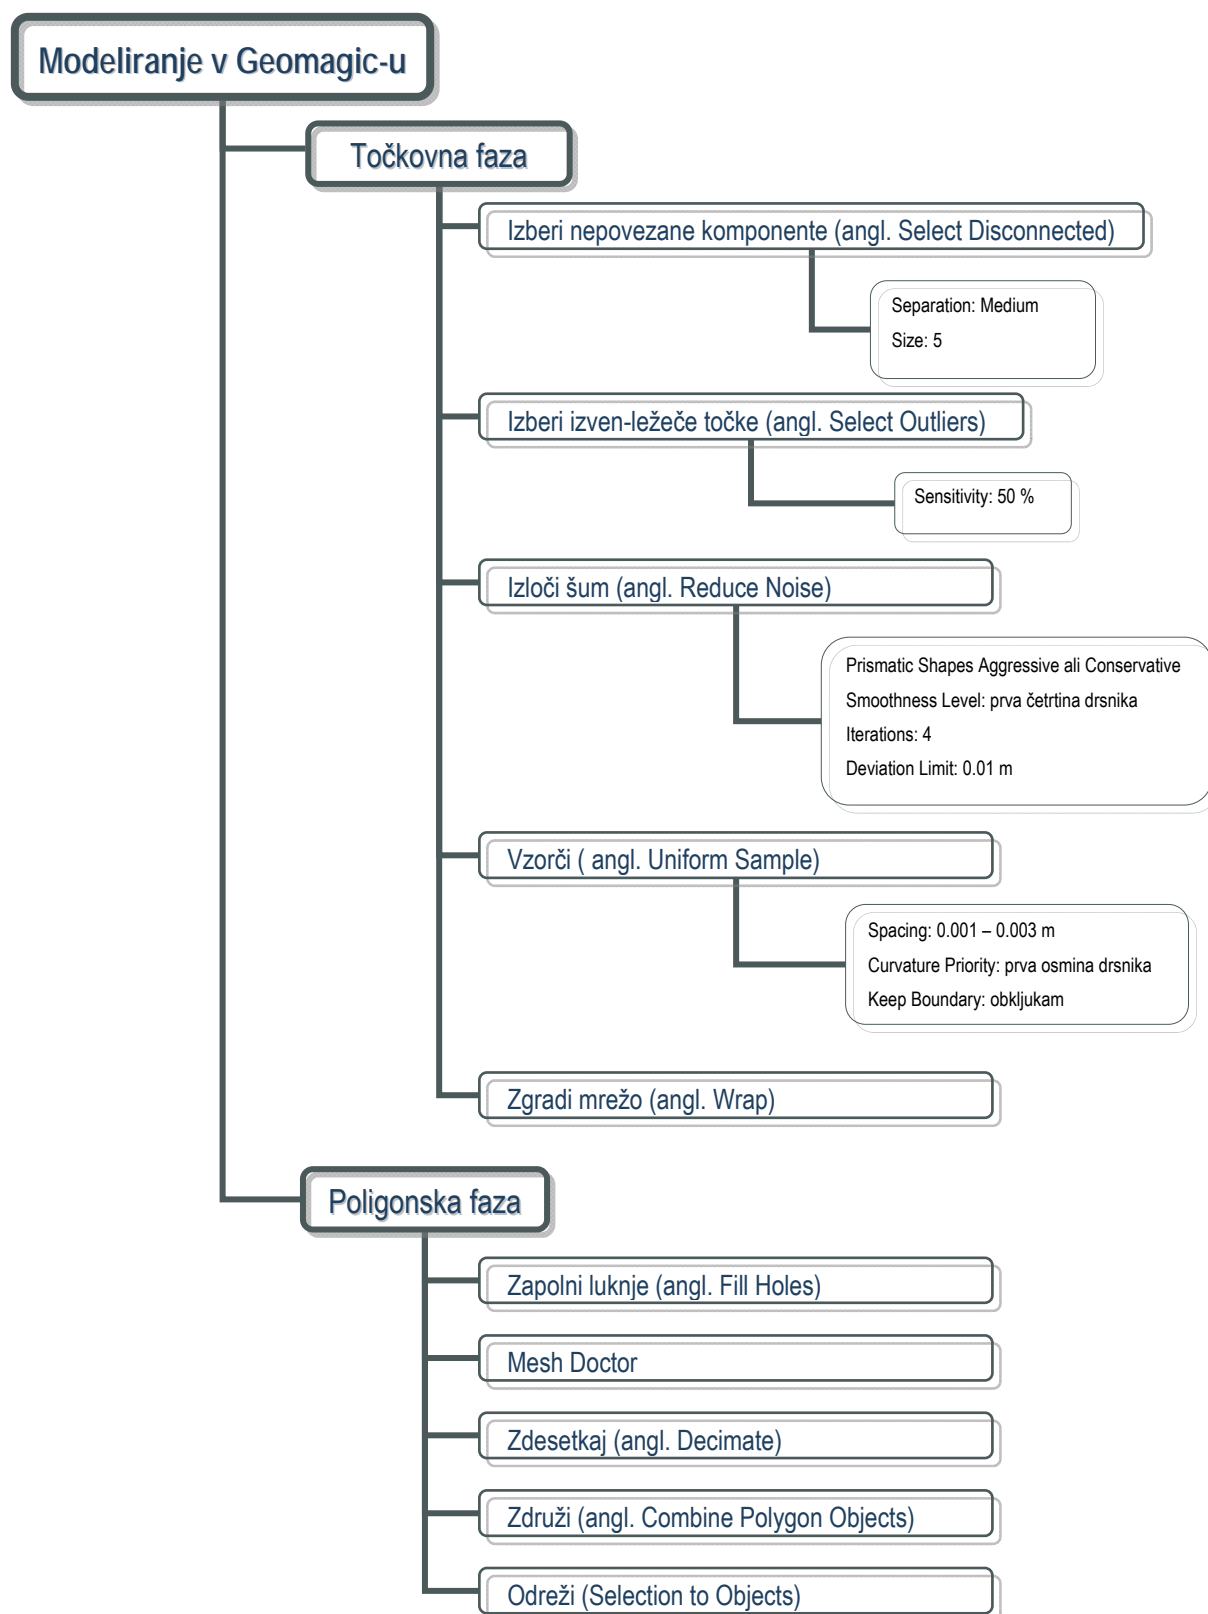 Modeliranje v Geomagic-u
Točkovna faza
Izberi nepovezane komponente (angl. Select Disconnected)
Separation: Medium
Size: 5
Izberi izven-ležeče točke (angl. Select Outliers)
Sensitivity: 50 %
Izloči šum (angl. Reduce Noise)
Prismatic Shapes Aggressive ali Conservative
Smoothness Level: prva četrtina drsnika
Iterations: 4
Deviation Limit: 0.01 m
Vzorči ( angl. Uniform Sample)
Spacing: 0.001 – 0.003 m
Curvature Priority: prva osmina drsnika
Keep Boundary: obkljukam
Zgradi mrežo (angl. Wrap)
Poligonska faza
Zapolni luknje (angl. Fill Holes)
Mesh Doctor
Zdesetkaj (angl. Decimate)
Združi (angl. Combine Polygon Objects)
Odreži (Selection to Objects)